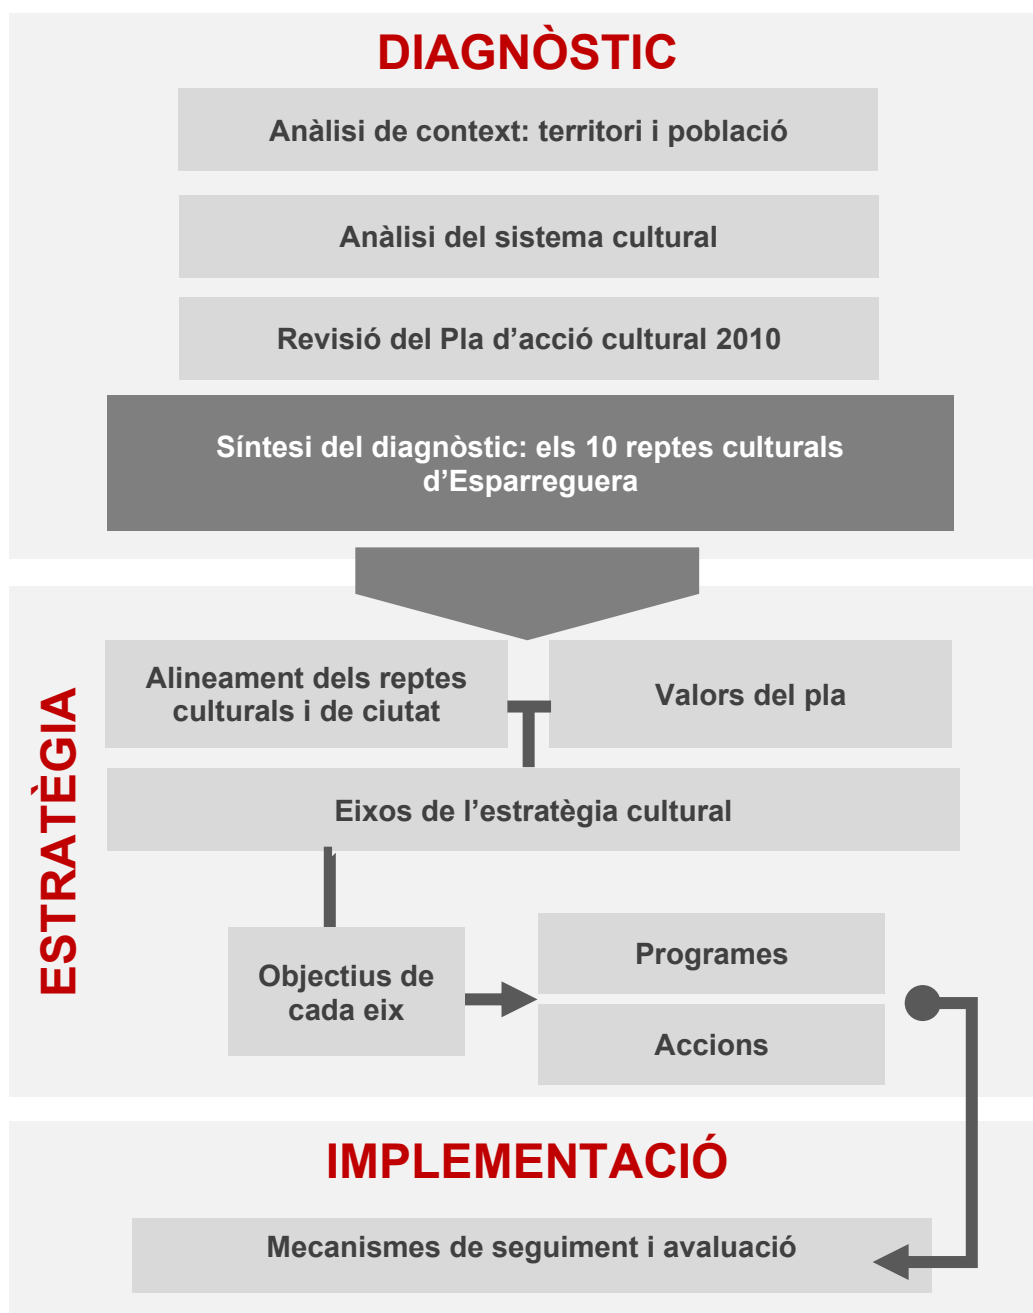 DIAGNÒSTIC
Anàlisi de context: territori i població
Anàlisi del sistema cultural
Revisió del Pla d’acció cultural 2010
Síntesi del diagnòstic: els 10 reptes culturals
d’Esparreguera
ESTRATÈGIA
Alineament dels reptes
culturals i de ciutat
Valors del pla
Eixos de l’estratègia cultural
Objectius de
cada eix
Programes
Accions
IMPLEMENTACIÓ
Mecanismes de seguiment i avaluació